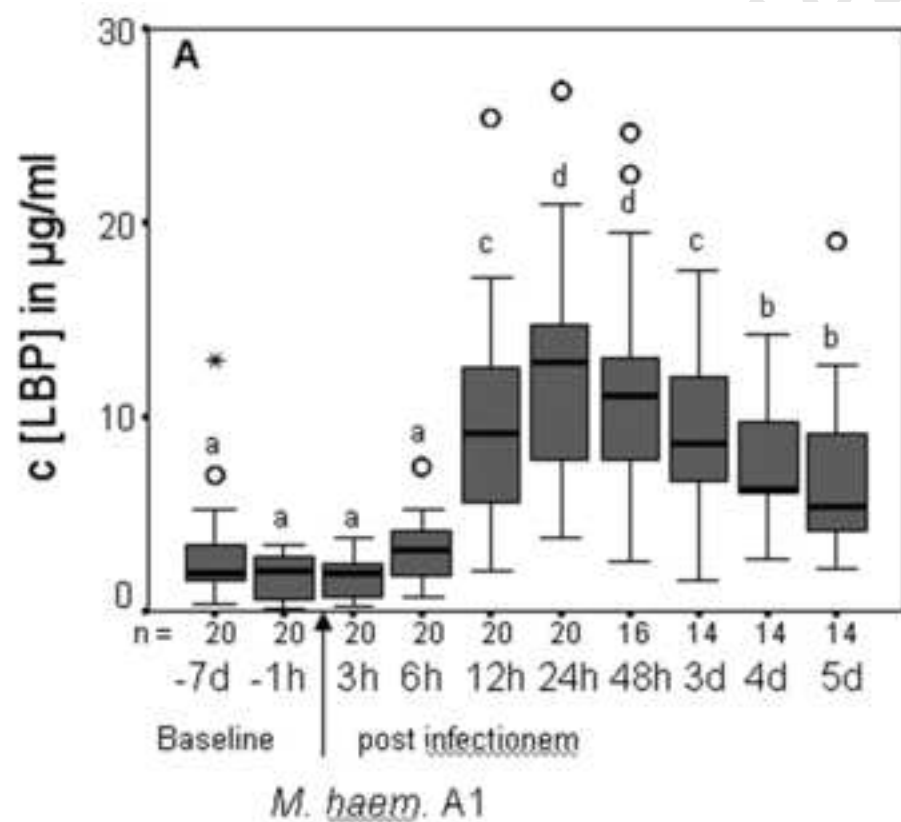 A
c [LBP] in µg/ml
30
20
10
0
a a a a c d d c b b
n = 20 20 20 20 20 20 16 14 14 14
-7d -1h 3h 6h 12h 24h 48h 3d 4d 5d
Baseline post infectionem
M. haem. A1